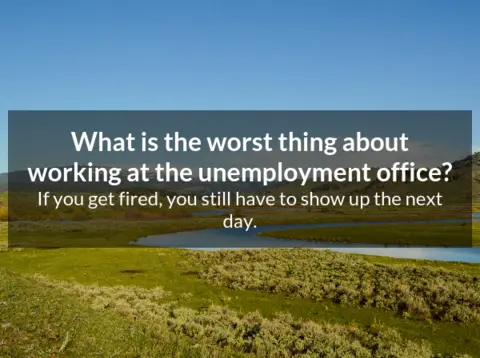 What is the worst thing about
working at the unemployment office?
If you get fired, you still have to show up the next
day.